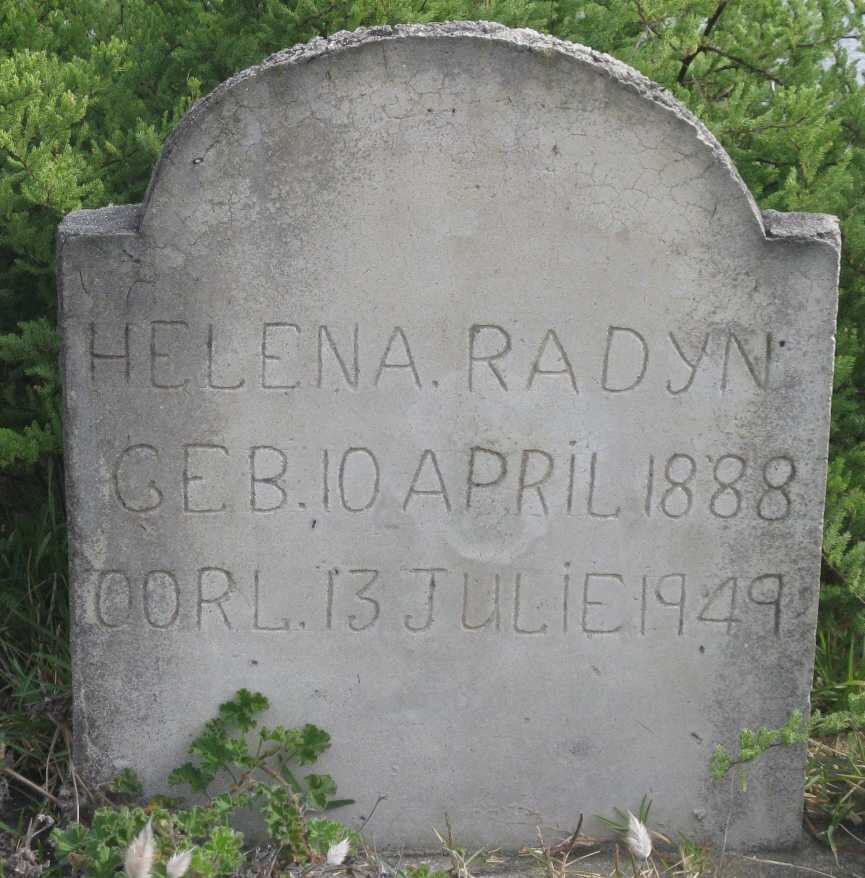 HELENA. RADYN
GEB. 10 APRIL 1888
OORL. 13 JULIE 1949